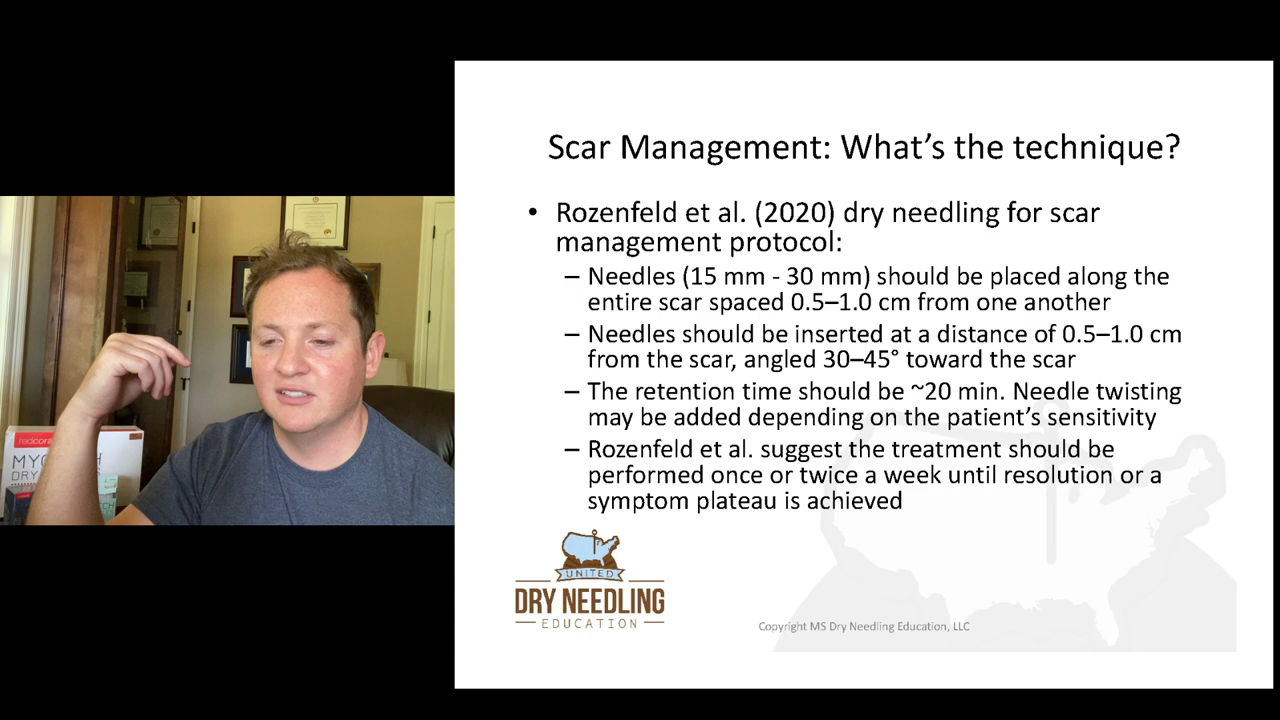 Scar Management: What's the technique?
• Rozenfeld et al. (2020) dry needling for scar
management protocol:
– Needles (15 mm - 30 mm) should be placed along the
entire scar spaced 0.5–1.0 cm from one another
– Needles should be inserted at a distance of 0.5–1.0 cm
from the scar, angled 30–45° toward the scar
– The retention time should be ~20 min. Needle twisting
may be added depending on the patient's sensitivity
– Rozenfeld et al. suggest the treatment should be
performed once or twice a week until resolution or a
symptom plateau is achieved
UNITED
DRY NEEDLING
EDUCATION
Copyright MS Dry Needling Education, LLC